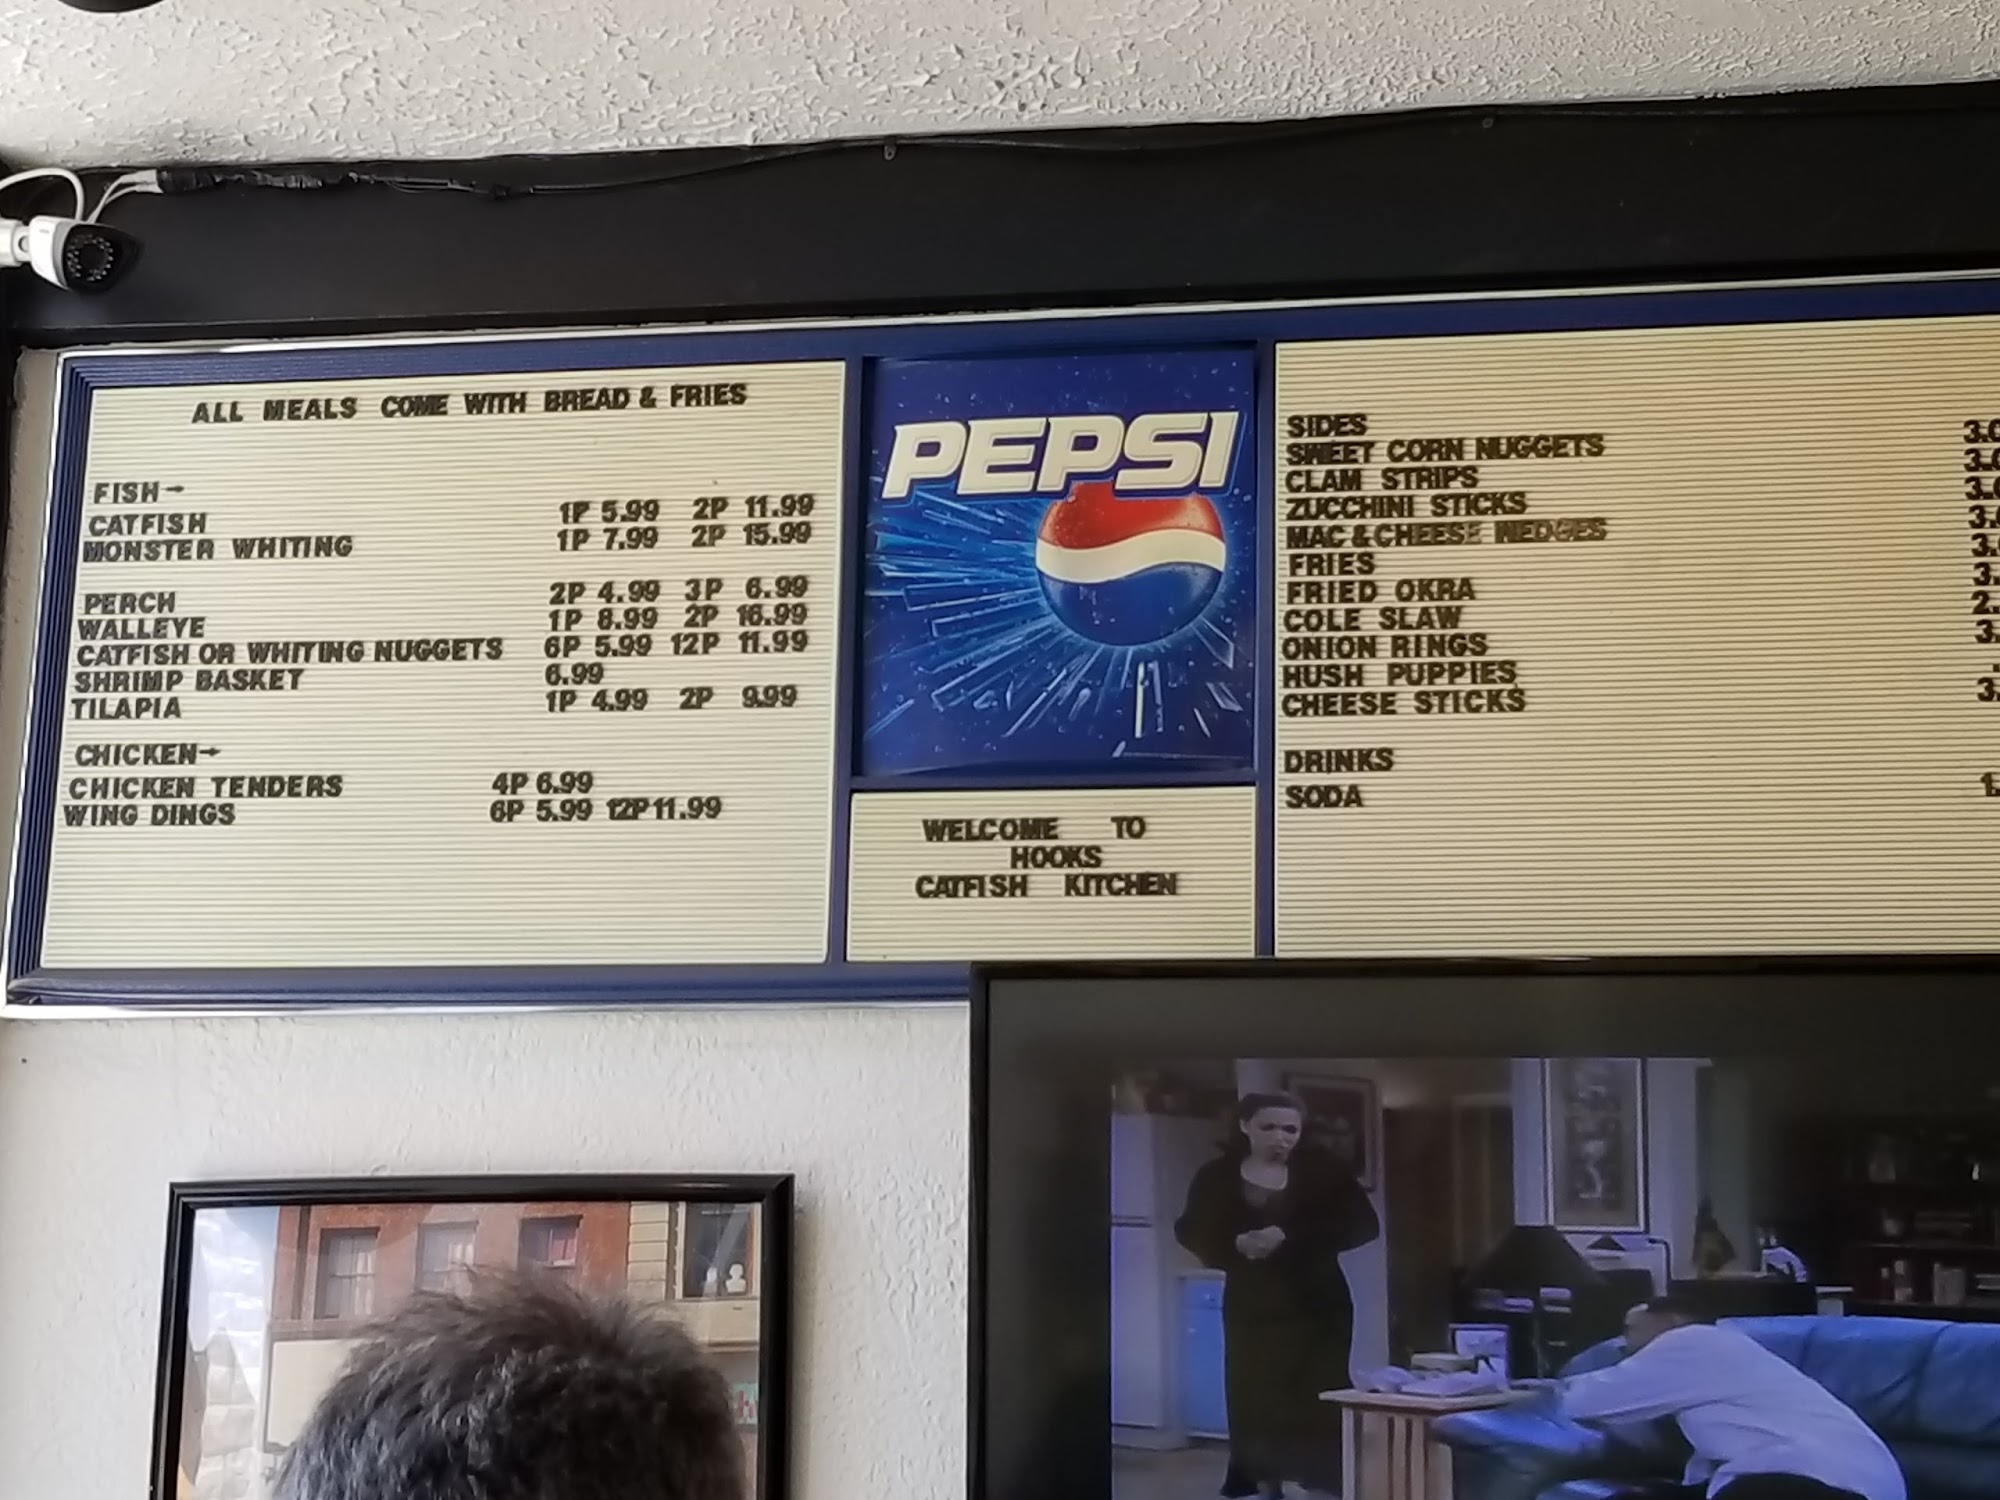 ALL MEALS COME WITH BREAD & FRIES
FISH→
CATFISH 1P 5.99 2P 11.99
MONSTER WHITING 1P 7.99 2P 15.99
PERCH 2P 4.99 3P 6.99
WALLEYE 1P 8.99 2P 16.99
CATFISH OR WHITING NUGGETS 6P 5.99 12P 11.99
SHRIMP BASKET 6.99
TILAPIA 1P 4.99 2P 9.99
CHICKEN→
CHICKEN TENDERS 4P 6.99
WING DINGS 6P 5.99 12P 11.99
PEPSI
WELCOME TO
HOOKS
CATFISH KITCHEN
SIDES
SWEET CORN NUGGETS
CLAM STRIPS
ZUCCHINI STICKS
MAC & CHEESE WEDGES
FRIES
FRIED OKRA
COLE SLAW
ONION RINGS
HUSH PUPPIES
CHEESE STICKS
DRINKS
SODA